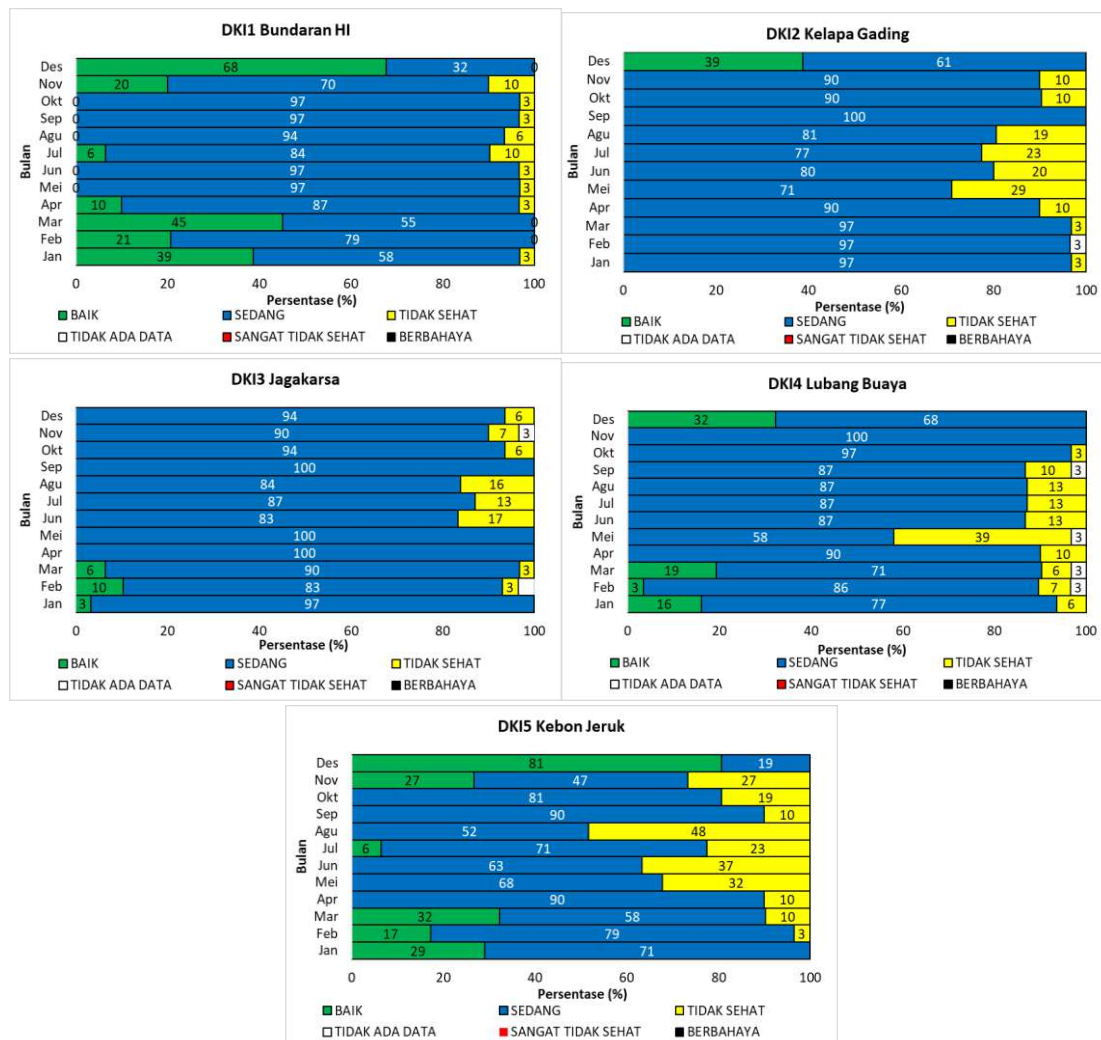 DKI1 Bundaran HI
Bulan
Des 68 32 0
Nov 20 70 10
Okt 0 97 3
Sep 0 97 3
Agu 0 94 6
Jul 6 84 10
Jun 0 97 3
Mei 0 97 3
Apr 10 87 3
Mar 45 55 0
Feb 21 79 0
Jan 39 58 3
0 20 40 60 80 100
Persentase (%)
BAIK SEDANG TIDAK SEHAT
TIDAK ADA DATA SANGAT TIDAK SEHAT BERBAHAYA
DKI2 Kelapa Gading
Bulan
Des 39 61
Nov 90 10
Okt 90 10
Sep 100
Agu 81 19
Jul 77 23
Jun 80 20
Mei 71 29
Apr 90 10
Mar 97 3
Feb 97 3
Jan 97 3
0 20 40 60 80 100
Persentase (%)
BAIK SEDANG TIDAK SEHAT
TIDAK ADA DATA SANGAT TIDAK SEHAT BERBAHAYA
DKI3 Jagakarsa
Bulan
Des 94 6
Nov 90 7 3
Okt 94 6
Sep 100
Agu 84 16
Jul 87 13
Jun 83 17
Mei 100
Apr 100
Mar 6 90 3
Feb 10 83 3
Jan 3 97
0 20 40 60 80 100
Persentase (%)
BAIK SEDANG TIDAK SEHAT
TIDAK ADA DATA SANGAT TIDAK SEHAT BERBAHAYA
DKI4 Lubang Buaya
Bulan
Des 32 68
Nov 100
Okt 97 3
Sep 87 10 3
Agu 87 13
Jul 87 13
Jun 87 13
Mei 58 39 3
Apr 90 10
Mar 19 71 6 3
Feb 3 86 7 3
Jan 16 77 6
0 20 40 60 80 100
Persentase (%)
BAIK SEDANG TIDAK SEHAT
TIDAK ADA DATA SANGAT TIDAK SEHAT BERBAHAYA
DKI5 Kebon Jeruk
Bulan
Des 81 19
Nov 27 47 27
Okt 81 19
Sep 90 10
Agu 52 48
Jul 6 71 23
Jun 63 37
Mei 68 32
Apr 90 10
Mar 32 58 10
Feb 17 79 3
Jan 29 71
0 20 40 60 80 100
Persentase (%)
BAIK SEDANG TIDAK SEHAT
TIDAK ADA DATA SANGAT TIDAK SEHAT BERBAHAYA